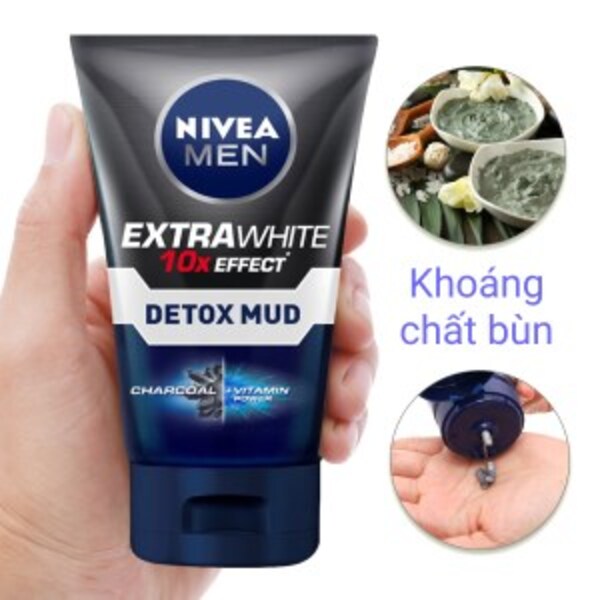 NIVEA
MEN
EXTRAWHITE
10x EFFECT*
DETOX MUD
CHARCOAL +VITAMIN
POWER
Khoáng
chất bùn